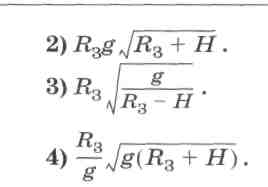 2) R₃g√(R₃ + H) .
3) R₃ √(g/(R₃ − H)) .
4) R₃/g √(g(R₃ + H)) .